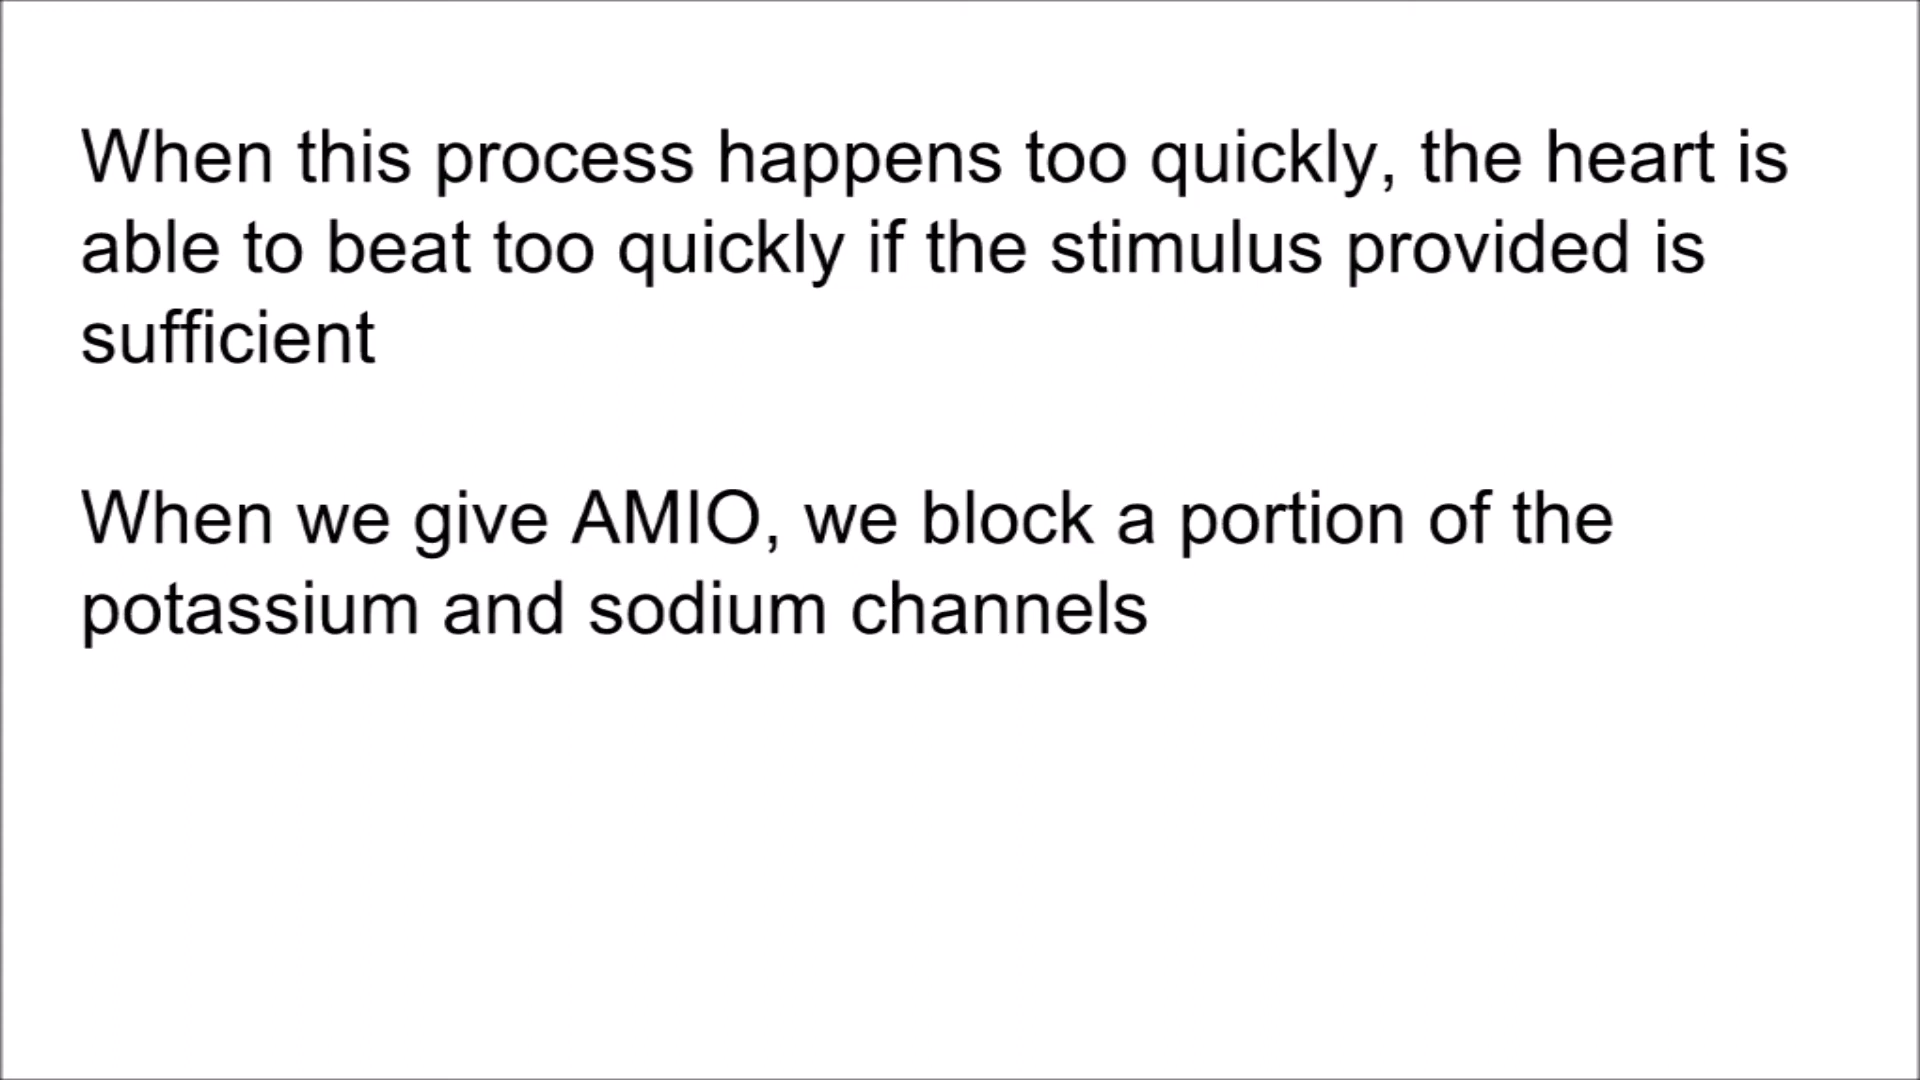 When this process happens too quickly, the heart is
able to beat too quickly if the stimulus provided is
sufficient
When we give AMIO, we block a portion of the
potassium and sodium channels